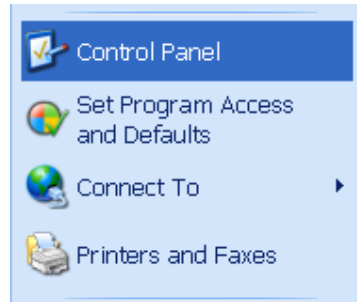 Control Panel
Set Program Access
and Defaults
Connect To
Printers and Faxes